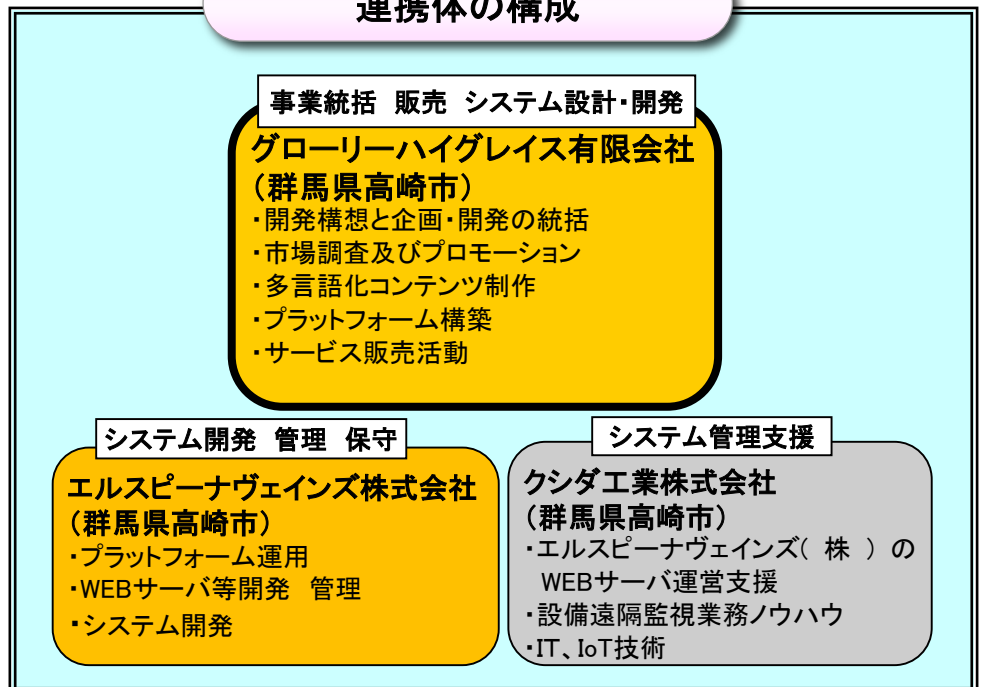 連携体の構成
事業統括 販売 システム設計・開発
グローリーハイグレイス有限会社
（群馬県高崎市）
・開発構想と企画・開発の統括
・市場調査及びプロモーション
・多言語化コンテンツ制作
・プラットフォーム構築
・サービス販売活動
システム開発 管理 保守
エルスピーナヴェインズ株式会社
（群馬県高崎市）
・プラットフォーム運用
・WEBサーバ等開発 管理
・システム開発
システム管理支援
クシダ工業株式会社
（群馬県高崎市）
・エルスピーナヴェインズ( 株 ) の
WEBサーバ運営支援
・設備遠隔監視業務ノウハウ
・IT、IoT技術